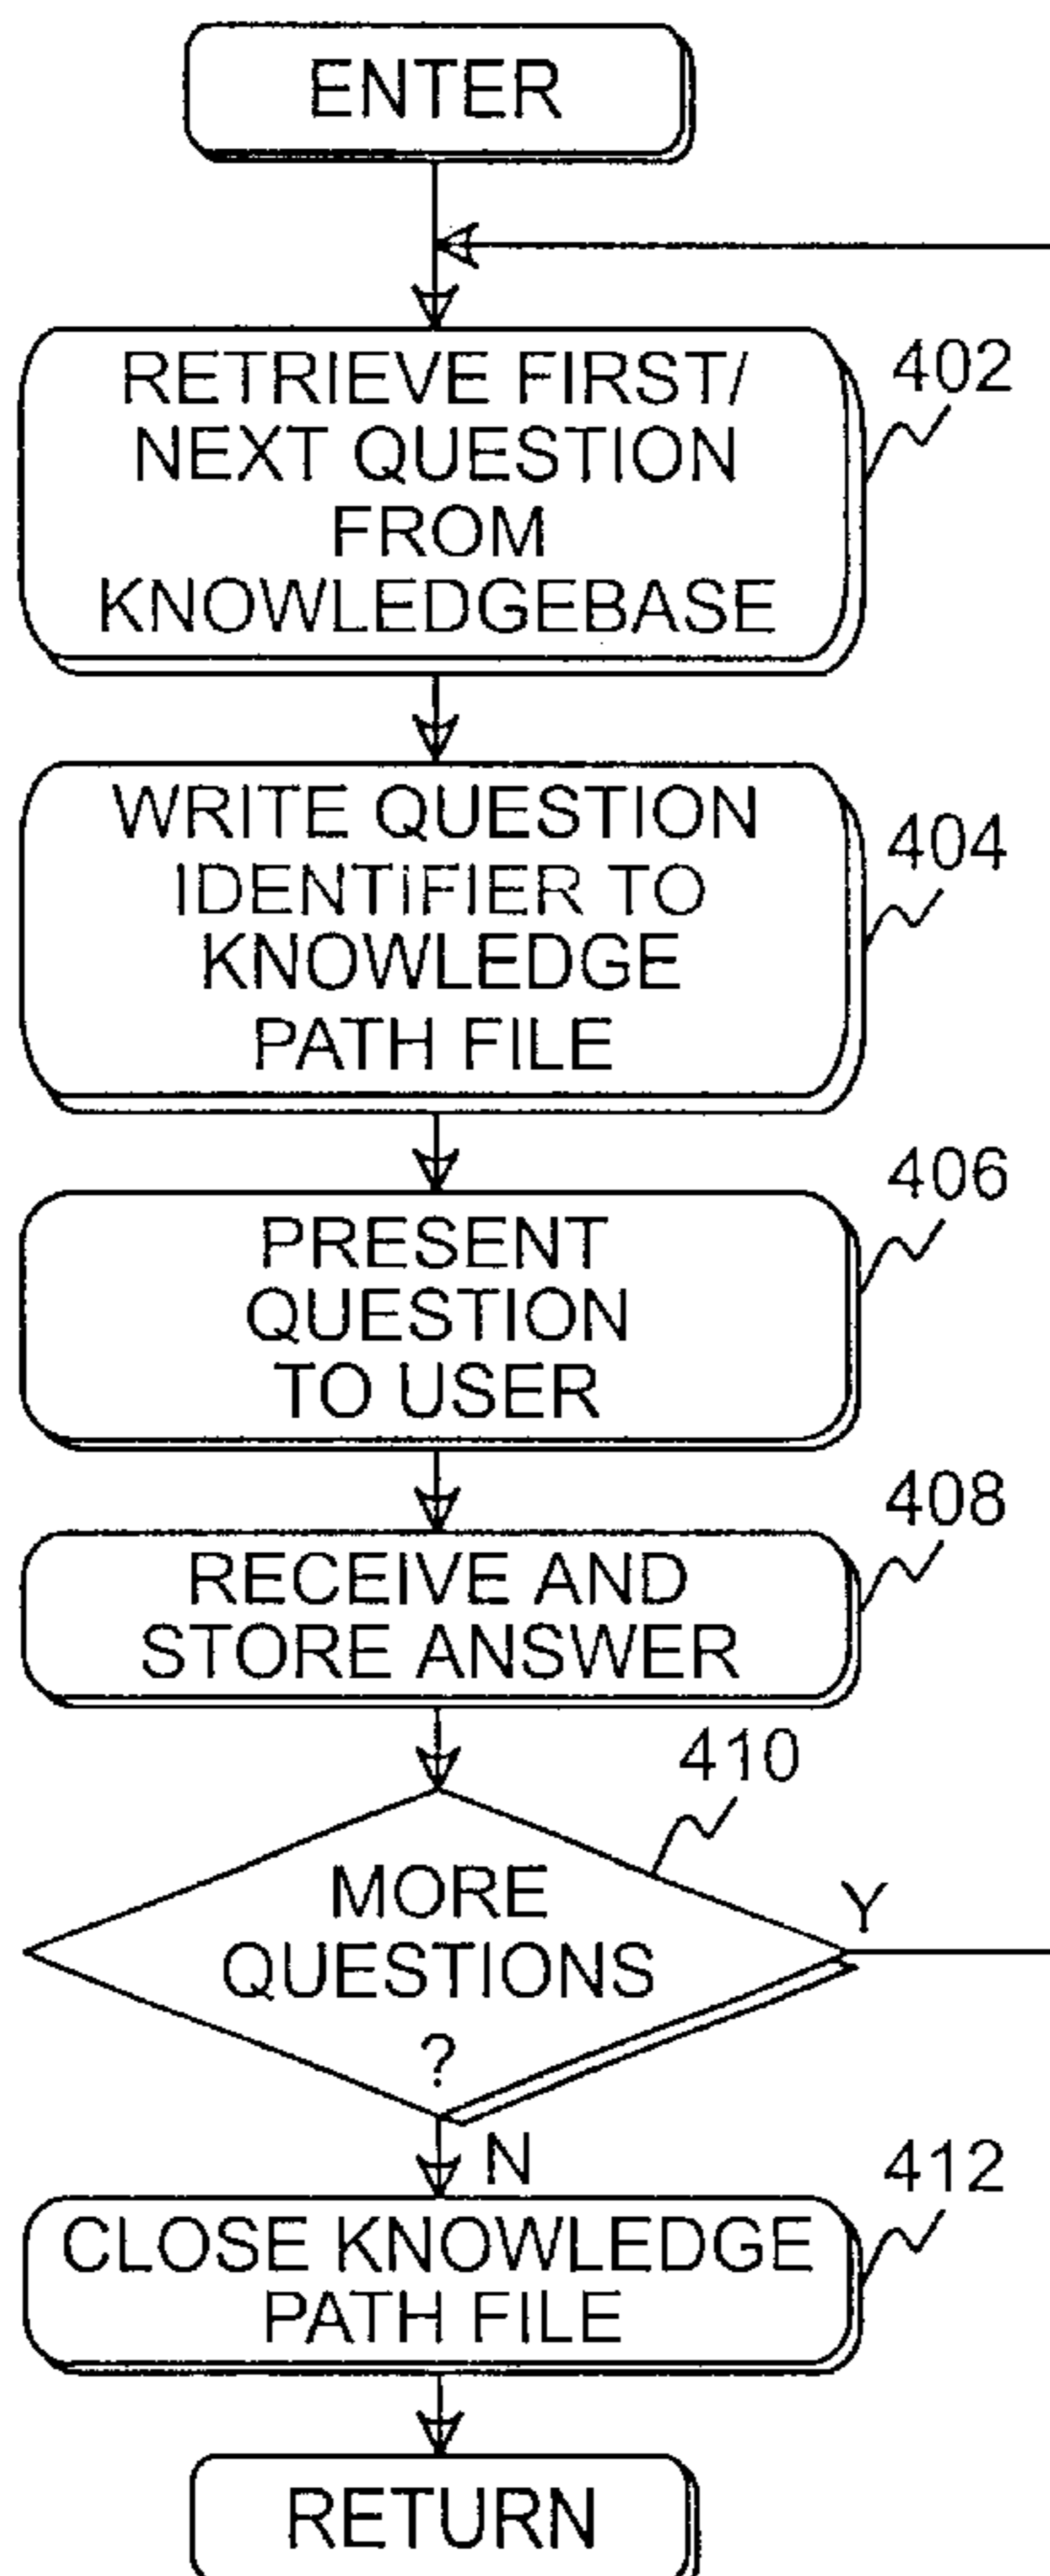 ENTER
RETRIEVE FIRST/
NEXT QUESTION
FROM
KNOWLEDGEBASE
402
WRITE QUESTION
IDENTIFIER TO
KNOWLEDGE
PATH FILE
404
PRESENT
QUESTION
TO USER
406
RECEIVE AND
STORE ANSWER
408
MORE
QUESTIONS
?
410
Y
N
CLOSE KNOWLEDGE
PATH FILE
412
RETURN